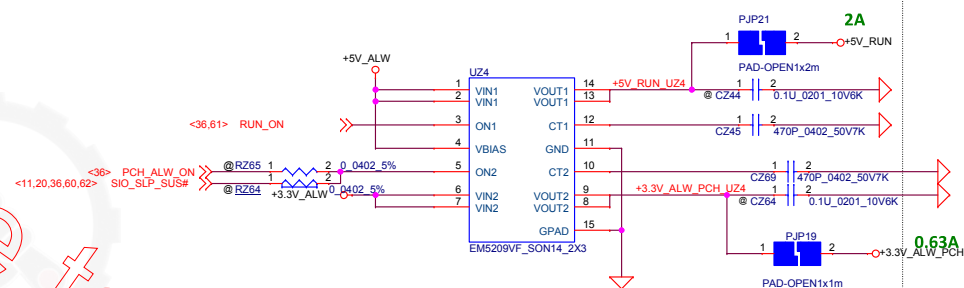 PJP21
2A
1 2
+5V_RUN
PAD-OPEN1x2m
+5V_ALW
UZ4
1 VIN1 VOUT1 14 +5V_RUN_UZ4
2 VIN1 VOUT1 13
@ CZ44 1 2 0.1U_0201_10V6K
<36,61> RUN_ON 3 ON1 CT1 12
CZ45 1 2 470P_0402_50V7K
4 VBIAS GND 11
<36> PCH_ALW_ON @RZ65 1 2 0_0402_5% 5 ON2 CT2 10
CZ69 1 2 470P_0402_50V7K
<11,20,36,60,62> SIO_SLP_SUS# @RZ64 1 2 0_0402_5%
+3.3V_ALW 6 VIN2 VOUT2 9 +3.3V_ALW_PCH_UZ4
7 VIN2 VOUT2 8
@ CZ64 1 2 0.1U_0201_10V6K
GPAD 15
EM5209VF_SON14_2X3
PJP19
0.63A
1 2
+3.3V_ALW_PCH
PAD-OPEN1x1m